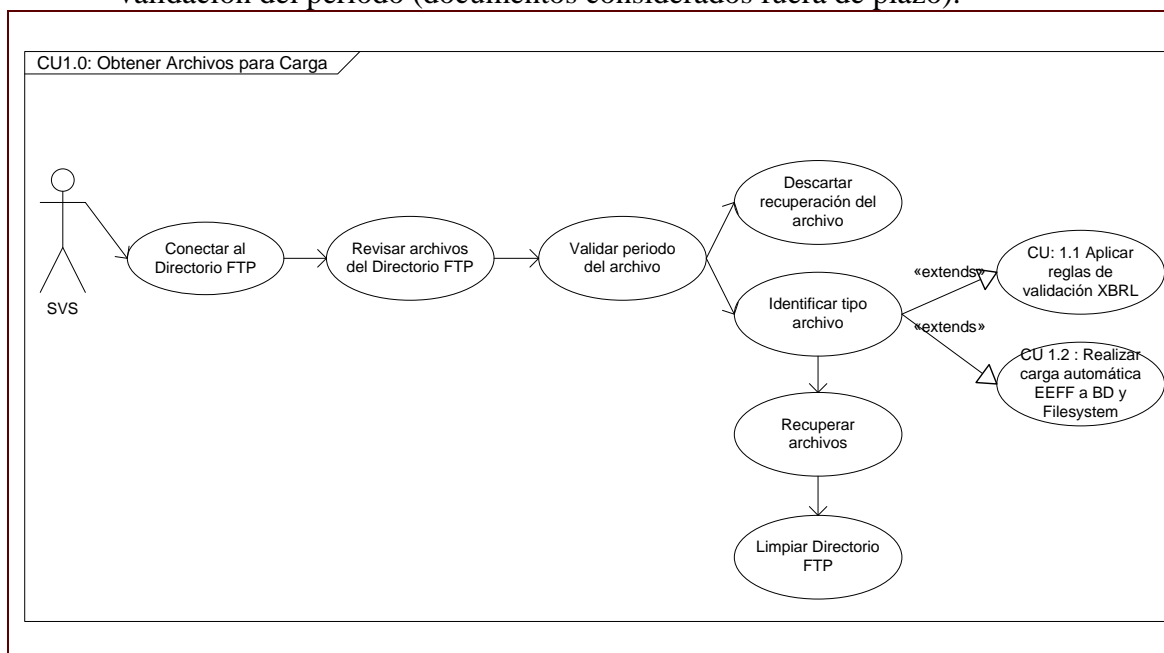 validación del periodo (documentos considerados fuera de plazo).
CU1.0: Obtener Archivos para Carga
SVS
Conectar al
Directorio FTP
Revisar archivos
del Directorio FTP
Validar periodo
del archivo
Descartar
recuperación del
archivo
Identificar tipo
archivo
«extends»
«extends»
CU: 1.1 Aplicar
reglas de
validación XBRL
CU 1.2 : Realizar
carga automática
EEFF a BD y
Filesystem
Recuperar
archivos
Limpiar Directorio
FTP